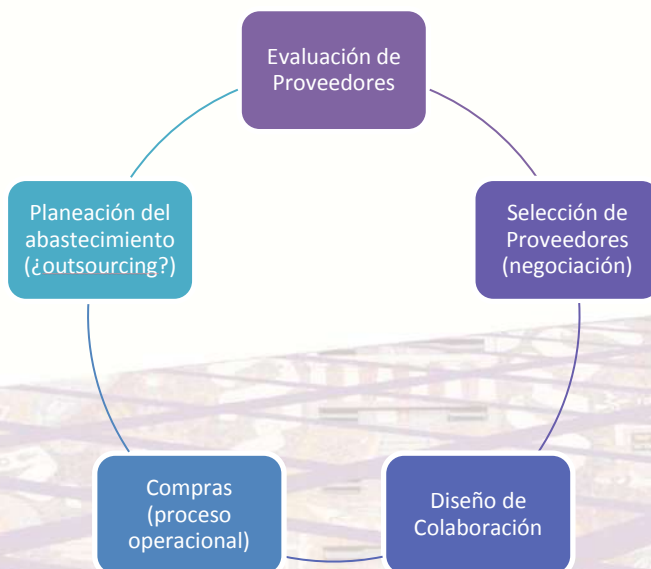 Evaluación de
Proveedores
Selección de
Proveedores
(negociación)
Diseño de
Colaboración
Compras
(proceso
operacional)
Planeación del
abastecimiento
(¿outsourcing?)